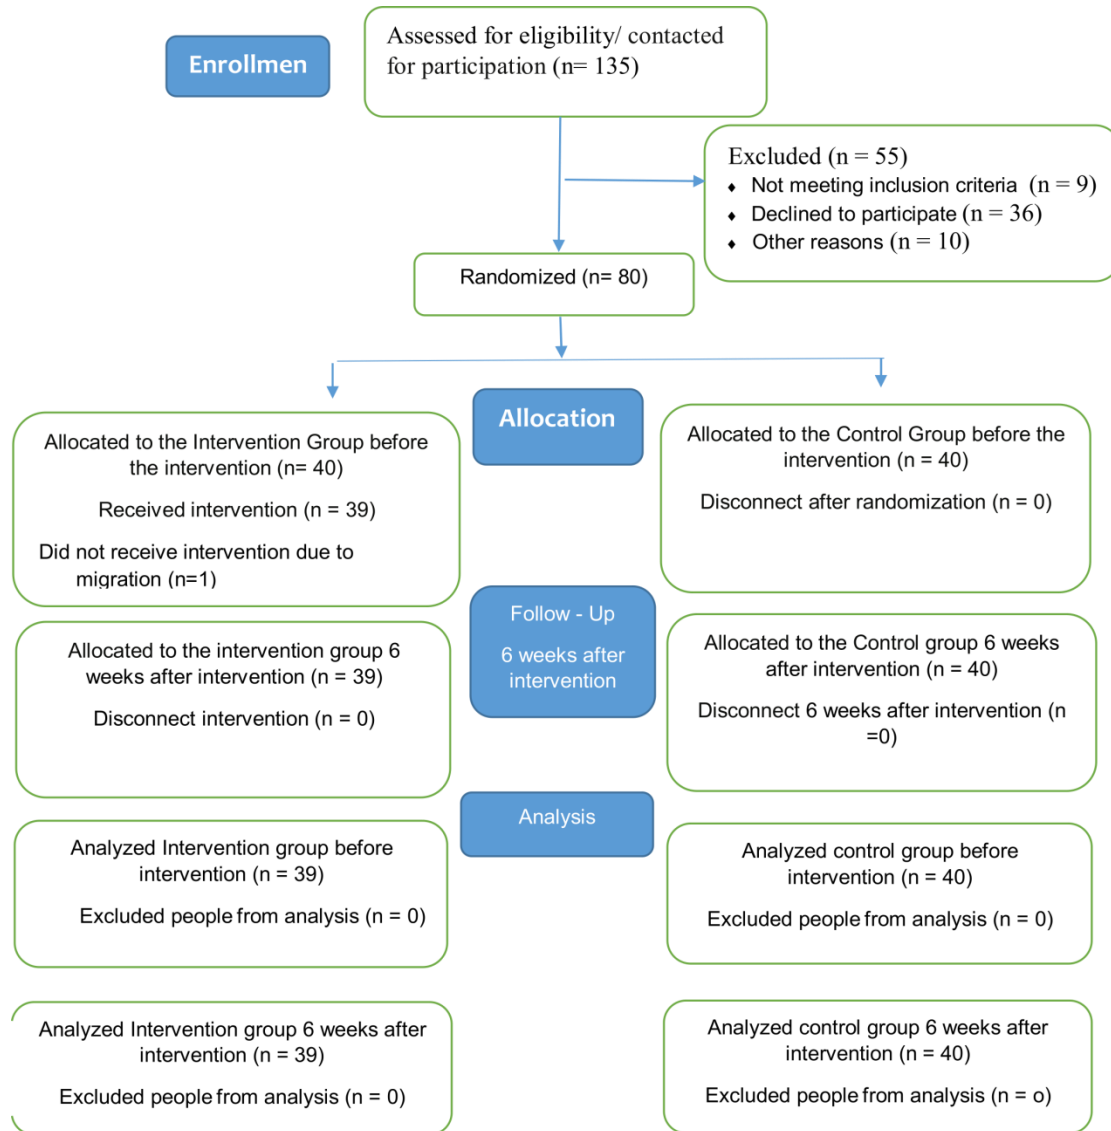 Enrollmen
Assessed for eligibility/ contacted
for participation (n= 135)
Excluded (n = 55)
♦ Not meeting inclusion criteria (n = 9)
♦ Declined to participate (n = 36)
♦ Other reasons (n = 10)
Randomized (n= 80)
Allocation
Allocated to the Intervention Group before
the intervention (n= 40)
Received intervention (n = 39)
Did not receive intervention due to
migration (n=1)
Allocated to the Control Group before the
intervention (n = 40)
Disconnect after randomization (n = 0)
Follow - Up
6 weeks after
intervention
Allocated to the intervention group 6
weeks after intervention (n = 39)
Disconnect intervention (n = 0)
Allocated to the Control group 6 weeks
after intervention (n = 40)
Disconnect 6 weeks after intervention (n
=0)
Analysis
Analyzed Intervention group before
intervention (n = 39)
Excluded people from analysis (n = 0)
Analyzed control group before
intervention (n = 40)
Excluded people from analysis (n = 0)
Analyzed Intervention group 6 weeks after
intervention (n = 39)
Excluded people from analysis (n = 0)
Analyzed control group 6 weeks after
intervention (n = 40)
Excluded people from analysis (n = o)